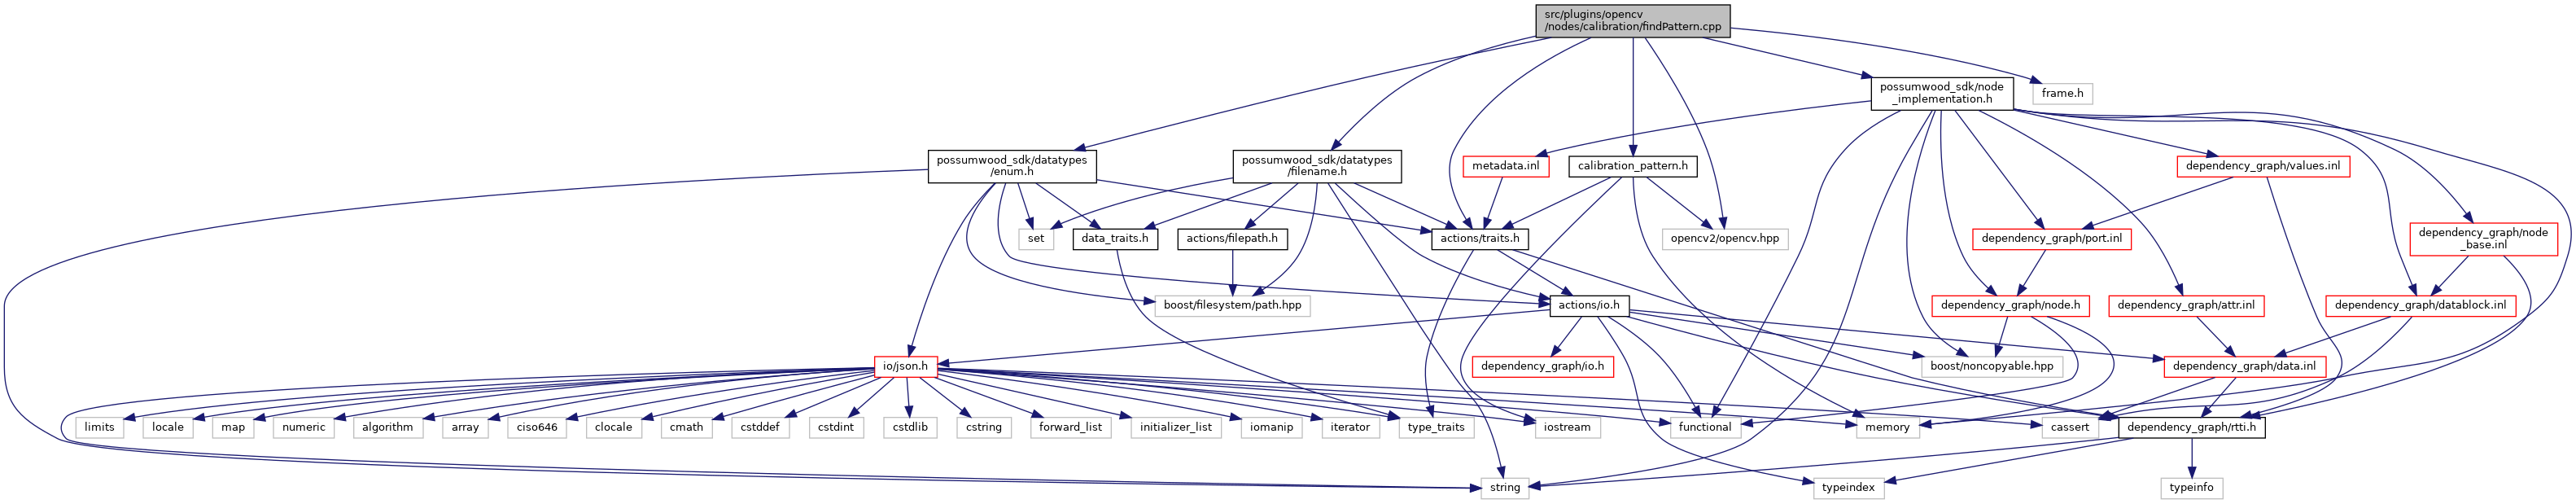 src/plugins/opencv
/nodes/calibration/findPattern.cpp
possumwood_sdk/node
_implementation.h
frame.h
possumwood_sdk/datatypes
/enum.h
possumwood_sdk/datatypes
/filename.h
metadata.inl
calibration_pattern.h
dependency_graph/values.inl
set
data_traits.h
actions/filepath.h
actions/traits.h
opencv2/opencv.hpp
dependency_graph/port.inl
dependency_graph/node
_base.inl
boost/filesystem/path.hpp
actions/io.h
dependency_graph/node.h
dependency_graph/attr.inl
dependency_graph/datablock.inl
io/json.h
dependency_graph/io.h
boost/noncopyable.hpp
dependency_graph/data.inl
limits
locale
map
numeric
algorithm
array
ciso646
clocale
cmath
cstddef
cstdint
cstdlib
cstring
forward_list
initializer_list
iomanip
iterator
type_traits
iostream
functional
memory
cassert
dependency_graph/rtti.h
string
typeindex
typeinfo